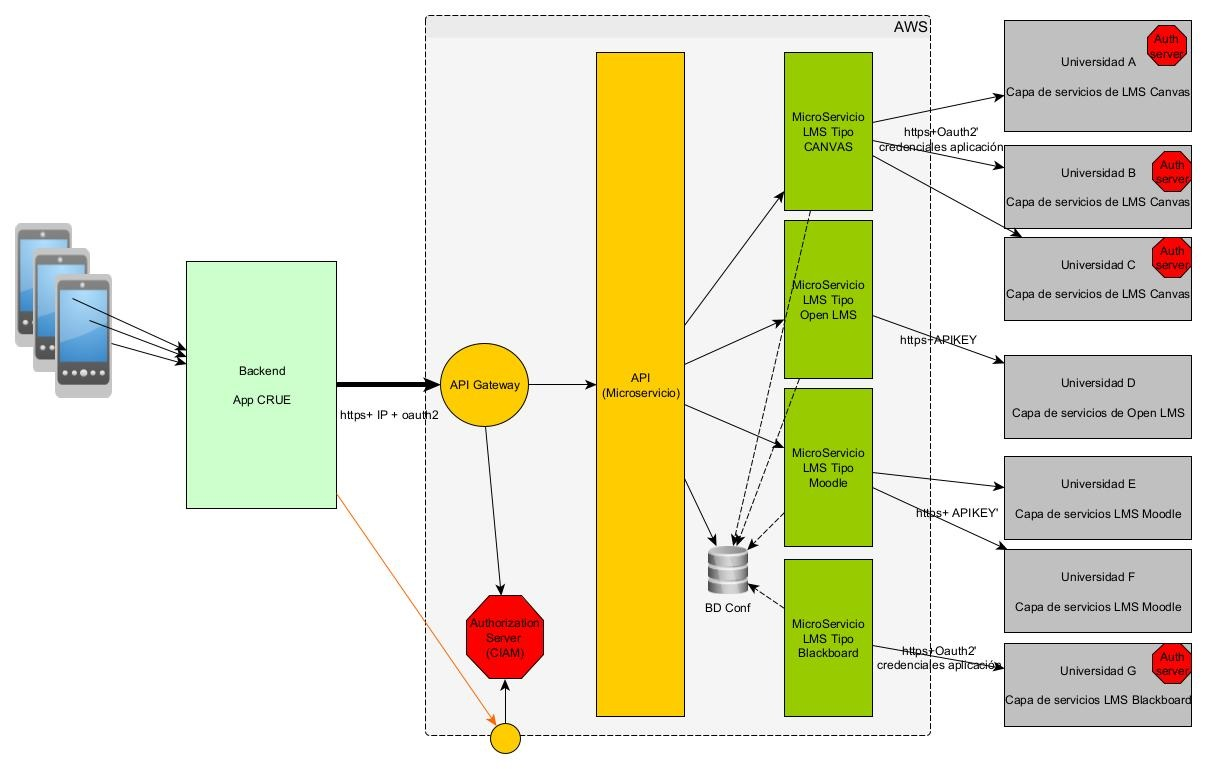 AWS
Backend
App CRUE
https+ IP + oauth2
API Gateway
Authorization
Server
(CIAM)
API
(Microservicio)
BD Conf
MicroServicio
LMS Tipo
CANVAS
MicroServicio
LMS Tipo
Open LMS
MicroServicio
LMS Tipo
Moodle
MicroServicio
LMS Tipo
Blackboard
https+Oauth2'
credenciales aplicación
https+APIKEY
https+ APIKEY'
https+Oauth2'
credenciales aplicación
Auth
server
Universidad A
Capa de servicios de LMS Canvas
Auth
server
Universidad B
Capa de servicios de LMS Canvas
Auth
server
Universidad C
Capa de servicios de LMS Canvas
Universidad D
Capa de servicios de Open LMS
Universidad E
Capa de servicios LMS Moodle
Universidad F
Capa de servicios LMS Moodle
Auth
server
Universidad G
Capa de servicios LMS Blackboard